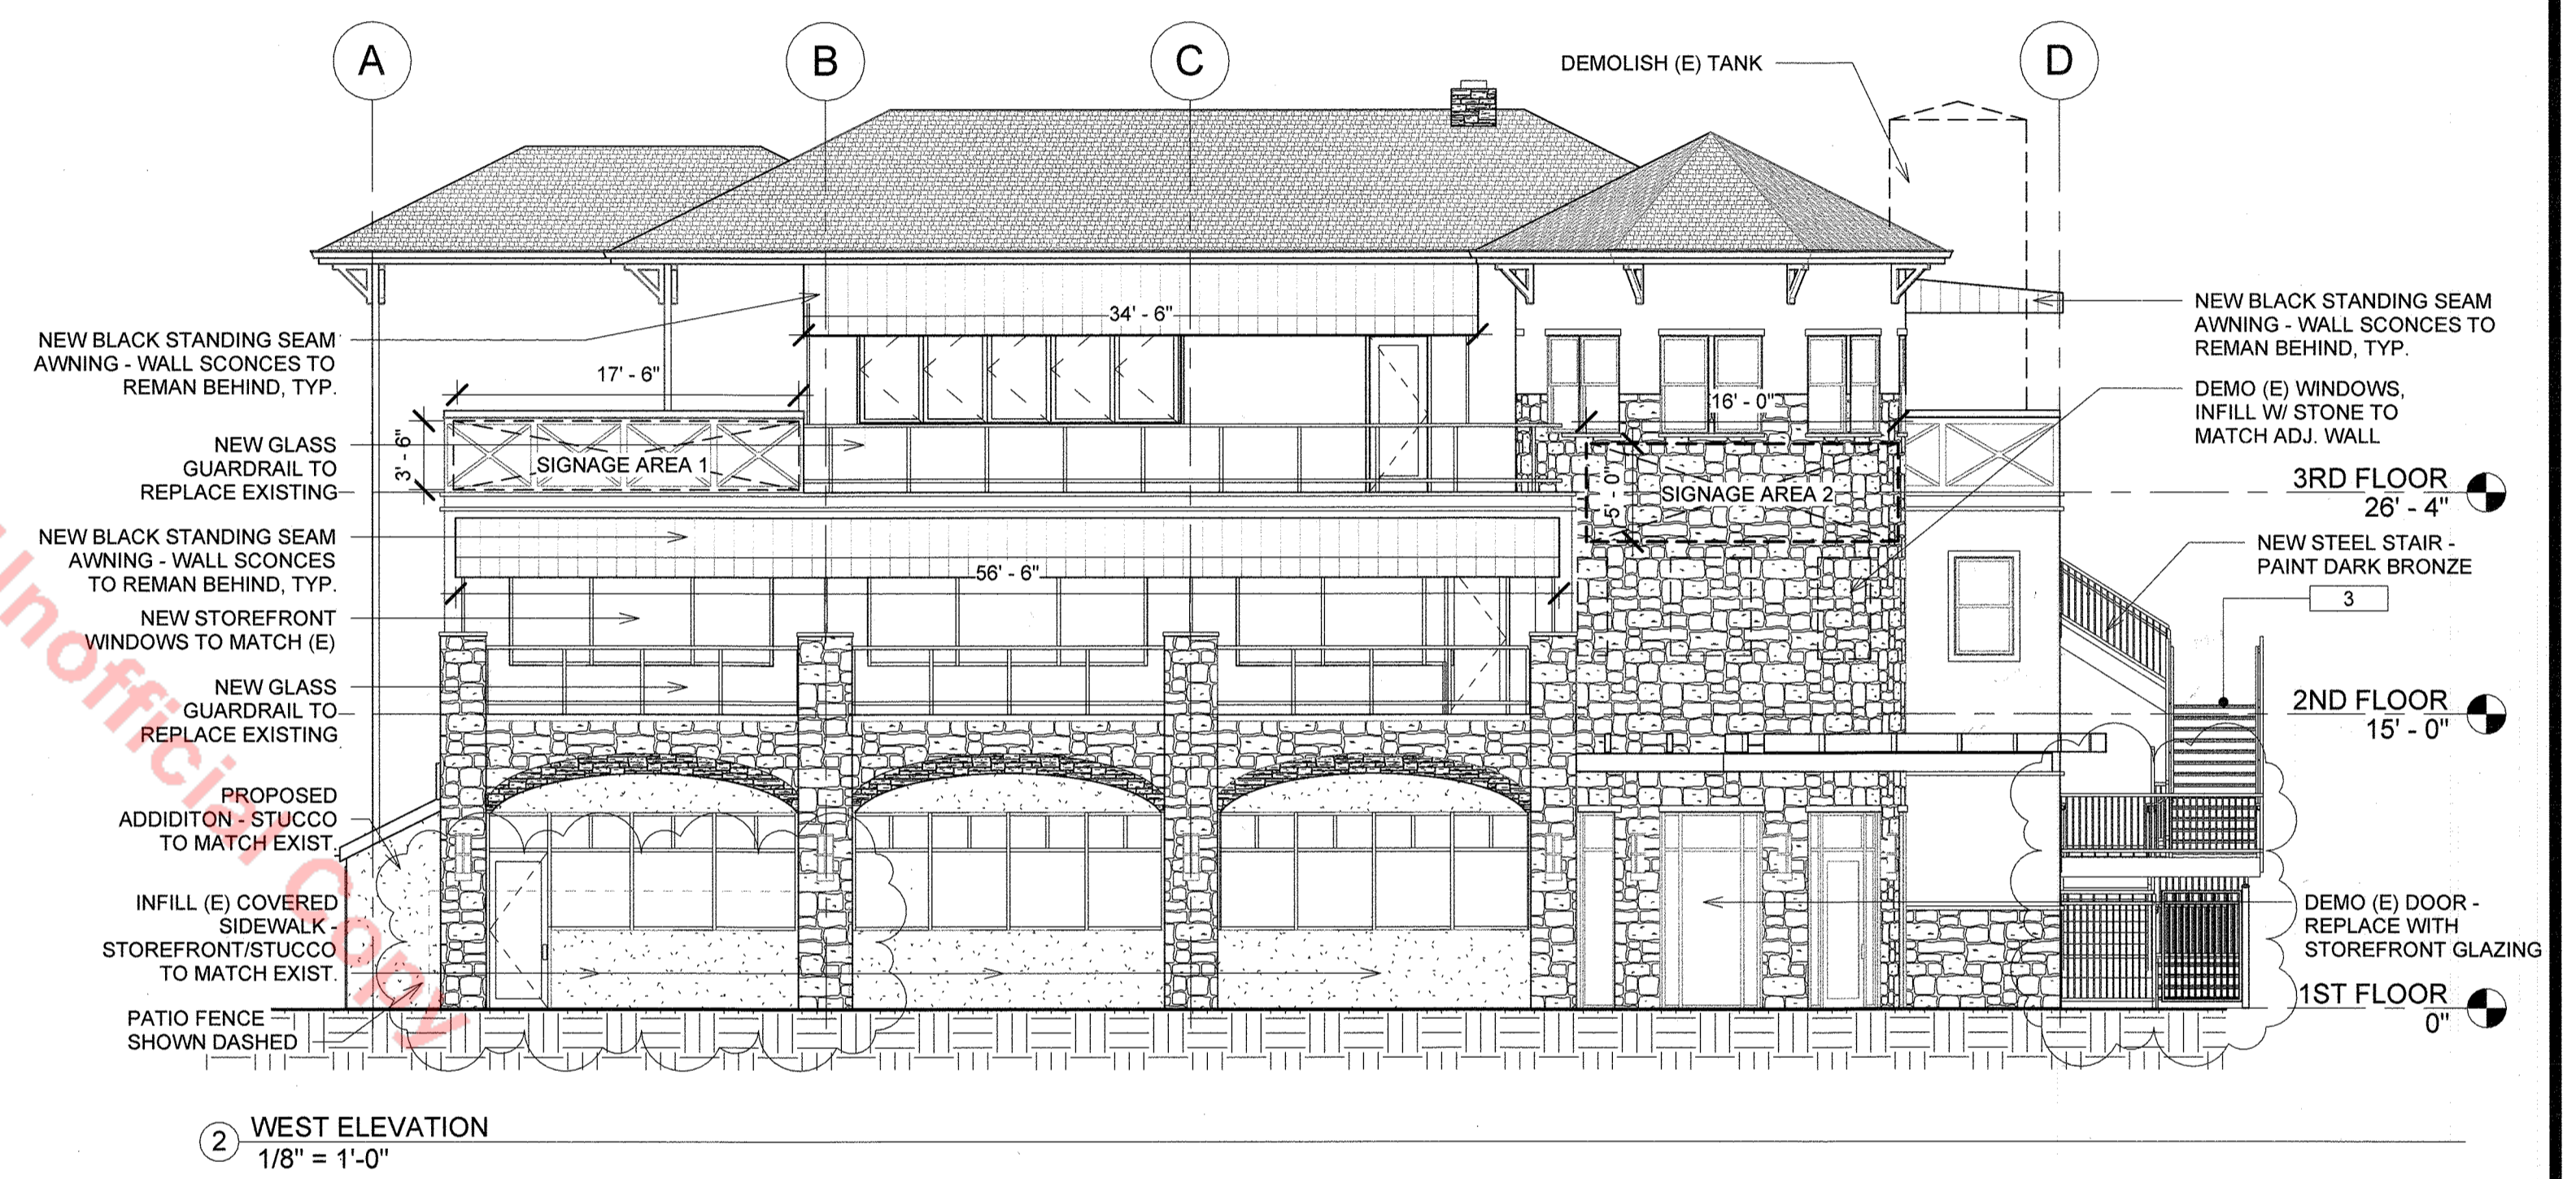 A
B
C
D
DEMOLISH (E) TANK
NEW BLACK STANDING SEAM
AWNING - WALL SCONCES TO
REMAN BEHIND, TYP.
34' - 6"
17' - 6"
3' - 6"
SIGNAGE AREA 1
NEW GLASS
GUARDRAIL TO
REPLACE EXISTING
NEW BLACK STANDING SEAM
AWNING - WALL SCONCES
TO REMAN BEHIND, TYP.
56' - 6"
NEW STOREFRONT
WINDOWS TO MATCH (E)
NEW GLASS
GUARDRAIL TO
REPLACE EXISTING
PROPOSED
ADDIDITON - STUCCO
TO MATCH EXIST.
INFILL (E) COVERED
SIDEWALK -
STOREFRONT/STUCCO
TO MATCH EXIST.
PATIO FENCE
SHOWN DASHED
16' - 0"
5' - 0"
SIGNAGE AREA 2
NEW BLACK STANDING SEAM
AWNING - WALL SCONCES TO
REMAN BEHIND, TYP.
DEMO (E) WINDOWS,
INFILL W/ STONE TO
MATCH ADJ. WALL
3RD FLOOR
26' - 4"
NEW STEEL STAIR -
PAINT DARK BRONZE
3
2ND FLOOR
15' - 0"
DEMO (E) DOOR -
REPLACE WITH
STOREFRONT GLAZING
1ST FLOOR
0"
2
WEST ELEVATION
1/8" = 1'-0"
Unofficial Copy